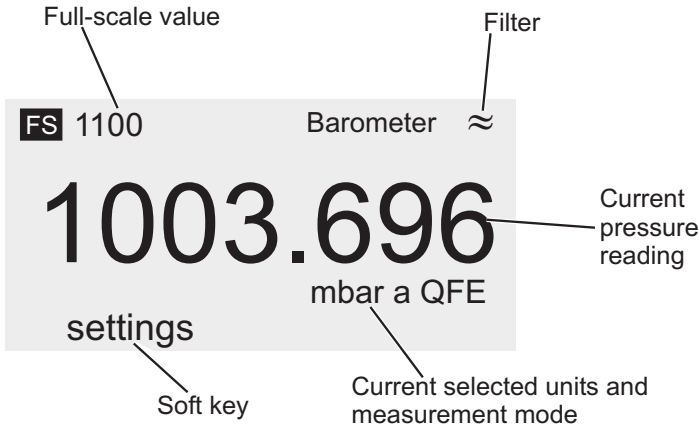 Full-scale value
Filter
FS 1100
Barometer ≈
1003.696
Current
pressure
reading
mbar a QFE
settings
Soft key
Current selected units and
measurement mode